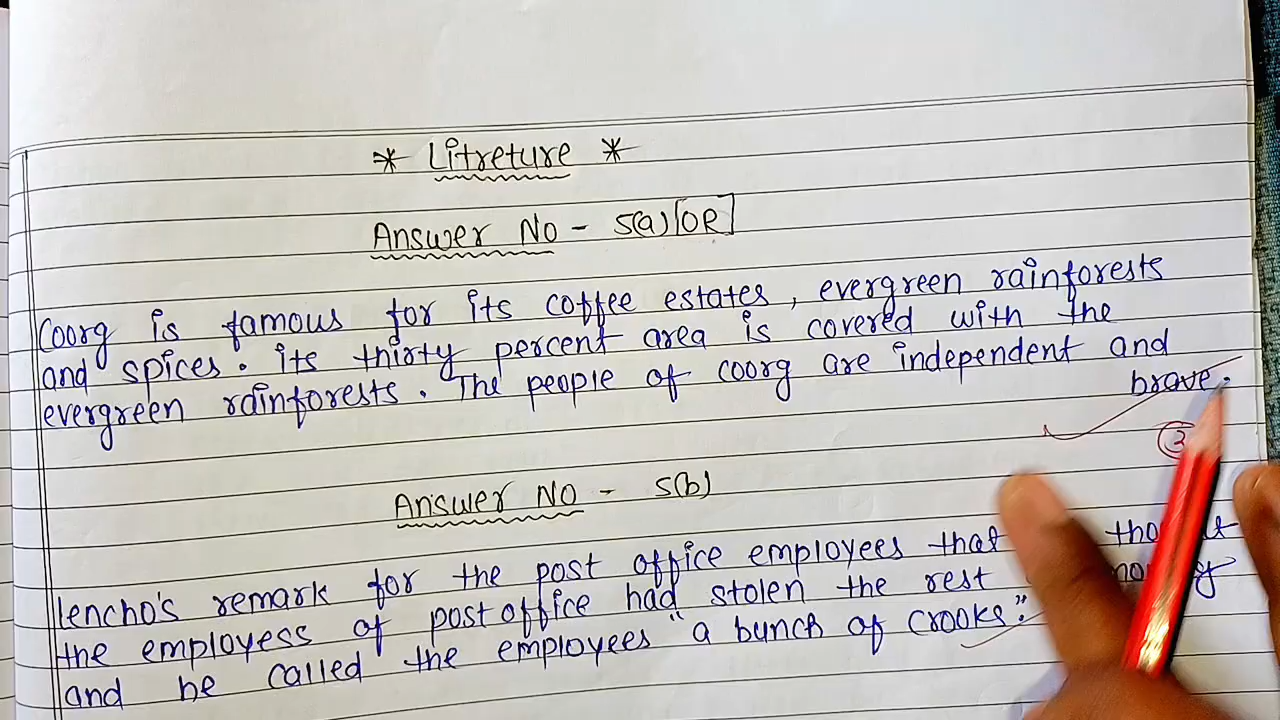 * Litreture *
Answer No - 5(a) [OR]
Coorg is famous for its coffee estates, evergreen rainforests
and spices. its thirty percent area is covered with the
evergreen rainforests. The people of coorg are independent and
brave.
Answer No - 5(b)
lencho's remark for the post office employees that
the employess of postoffice had stolen the rest
and he called the employees "a bunch of crooks".